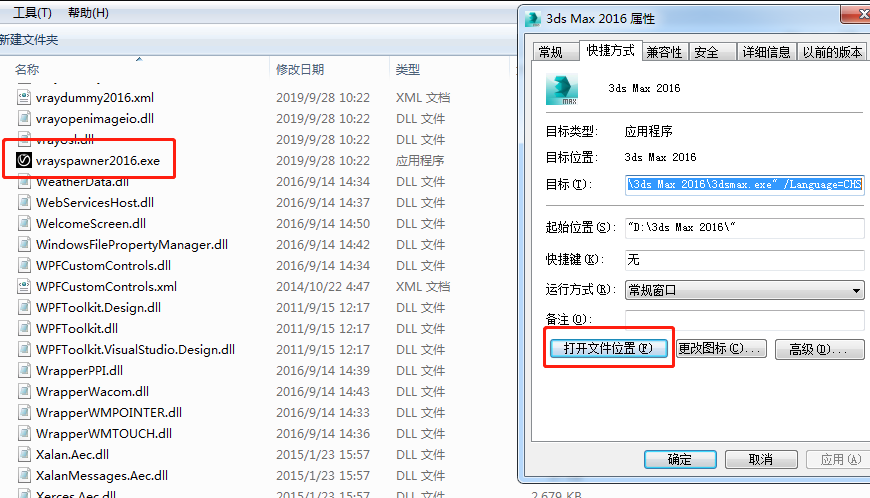 工具(T) 帮助(H)
新建文件夹
名称 修改日期 类型
vraydummy2016.xml 2019/9/28 10:22 XML 文档
vrayopenimageio.dll 2019/9/28 10:22 DLL 文件
vrayosl.dll 2019/9/28 10:22 DLL 文件
vrayspawner2016.exe 2019/9/28 10:22 应用程序
WeatherData.dll 2016/9/14 14:34 DLL 文件
WebServicesHost.dll 2016/9/14 14:34 DLL 文件
WelcomeScreen.dll 2016/9/14 14:50 DLL 文件
WindowsFilePropertyManager.dll 2016/9/14 14:42 DLL 文件
WPFCustomControls.dll 2016/9/14 14:34 DLL 文件
WPFCustomControls.xml 2014/10/22 4:47 XML 文档
WPFToolkit.Design.dll 2011/9/15 12:17 DLL 文件
WPFToolkit.dll 2011/9/15 12:17 DLL 文件
WPFToolkit.VisualStudio.Design.dll 2011/9/15 12:17 DLL 文件
WrapperPPI.dll 2016/9/14 14:39 DLL 文件
WrapperWacom.dll 2016/9/14 14:43 DLL 文件
WrapperWMPOINTER.dll 2016/9/14 14:33 DLL 文件
WrapperWMTOUCH.dll 2016/9/14 14:36 DLL 文件
Xalan.Aec.dll 2015/1/23 15:57 DLL 文件
XalanMessages.Aec.dll 2015/1/23 15:57 DLL 文件
Xerces.Aec.dll 2015/1/23 15:57 DLL 文件
2,679 KB
3ds Max 2016 属性
常规 快捷方式 兼容性 安全 详细信息 以前的版本
MAX
3ds Max 2016
目标类型: 应用程序
目标位置: 3ds Max 2016
目标(T): \3ds Max 2016\3dsmax.exe" /Language=CHS
起始位置(S): "D:\3ds Max 2016\"
快捷键(K): 无
运行方式(R): 常规窗口
备注(O):
打开文件位置(F) 更改图标(C)... 高级(D)...
确定 取消 应用(A)